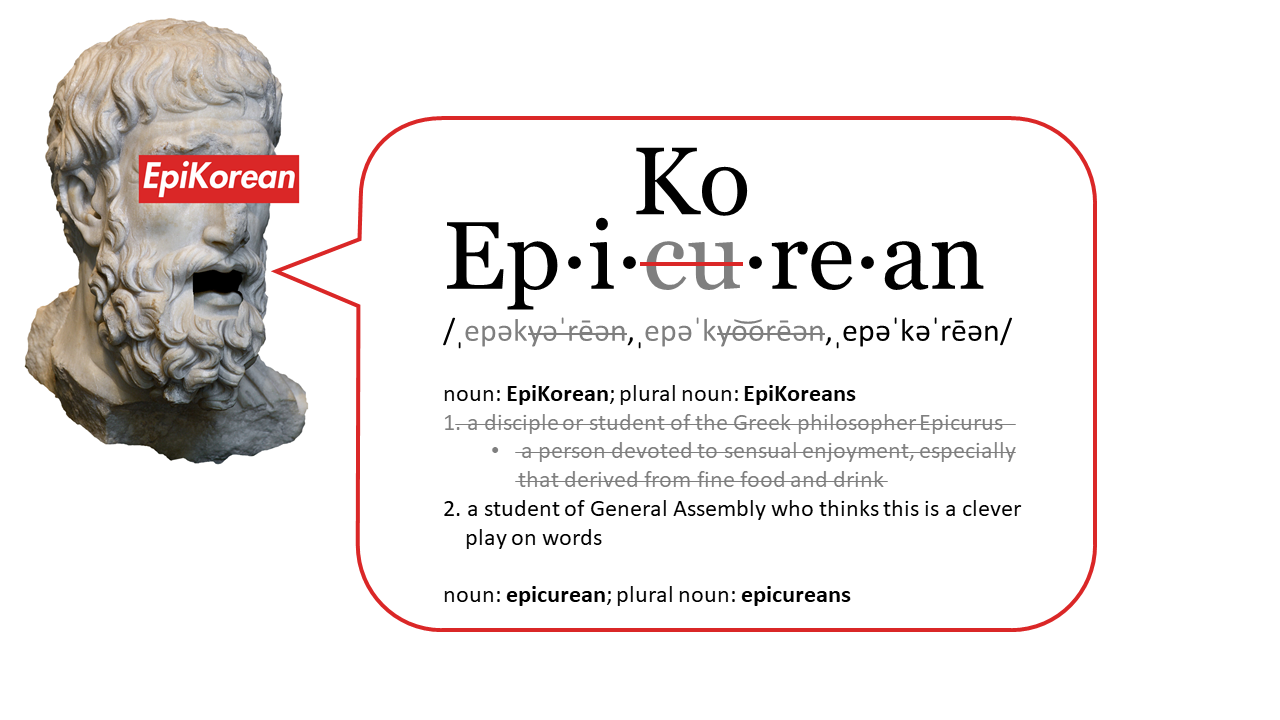 EpiKorean
Ko
Ep·i·cu·re·an
/ˌepəkyəˈrēən,ˌepəˈkyo͝orēən,ˌepəˈkəˈrēən/
noun: EpiKorean; plural noun: EpiKoreans
1. a disciple or student of the Greek philosopher Epicurus
• a person devoted to sensual enjoyment, especially
that derived from fine food and drink
2. a student of General Assembly who thinks this is a clever
play on words
noun: epicurean; plural noun: epicureans